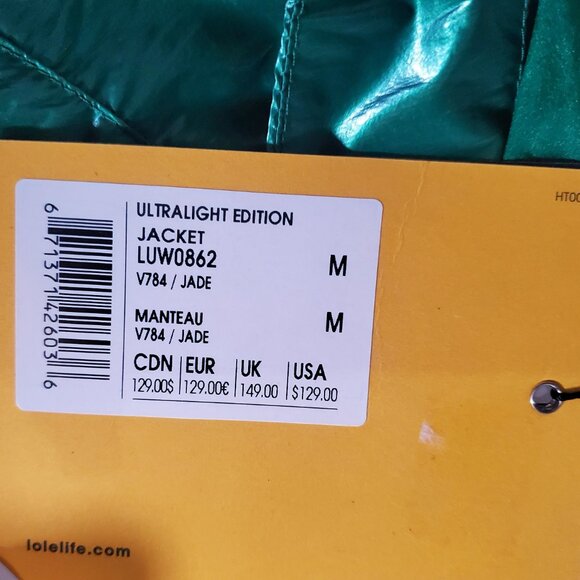 HT00
ULTRALIGHT EDITION
JACKET
LUW0862 M
V784 / JADE
MANTEAU M
V784 / JADE
CDN EUR UK USA
129.00$ 129.00€ 149.00 $129.00
6 71371 42603 6
lolelife.com